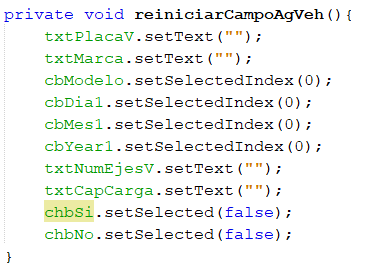 private void reiniciarCampoAgVeh(){
txtPlacaV.setText("");
txtMarca.setText("");
cbModelo.setSelectedIndex(0);
cbDia1.setSelectedIndex(0);
cbMes1.setSelectedIndex(0);
cbYear1.setSelectedIndex(0);
txtNumEjesV.setText("");
txtCapCarga.setText("");
chbSi.setSelected(false);
chbNo.setSelected(false);
}